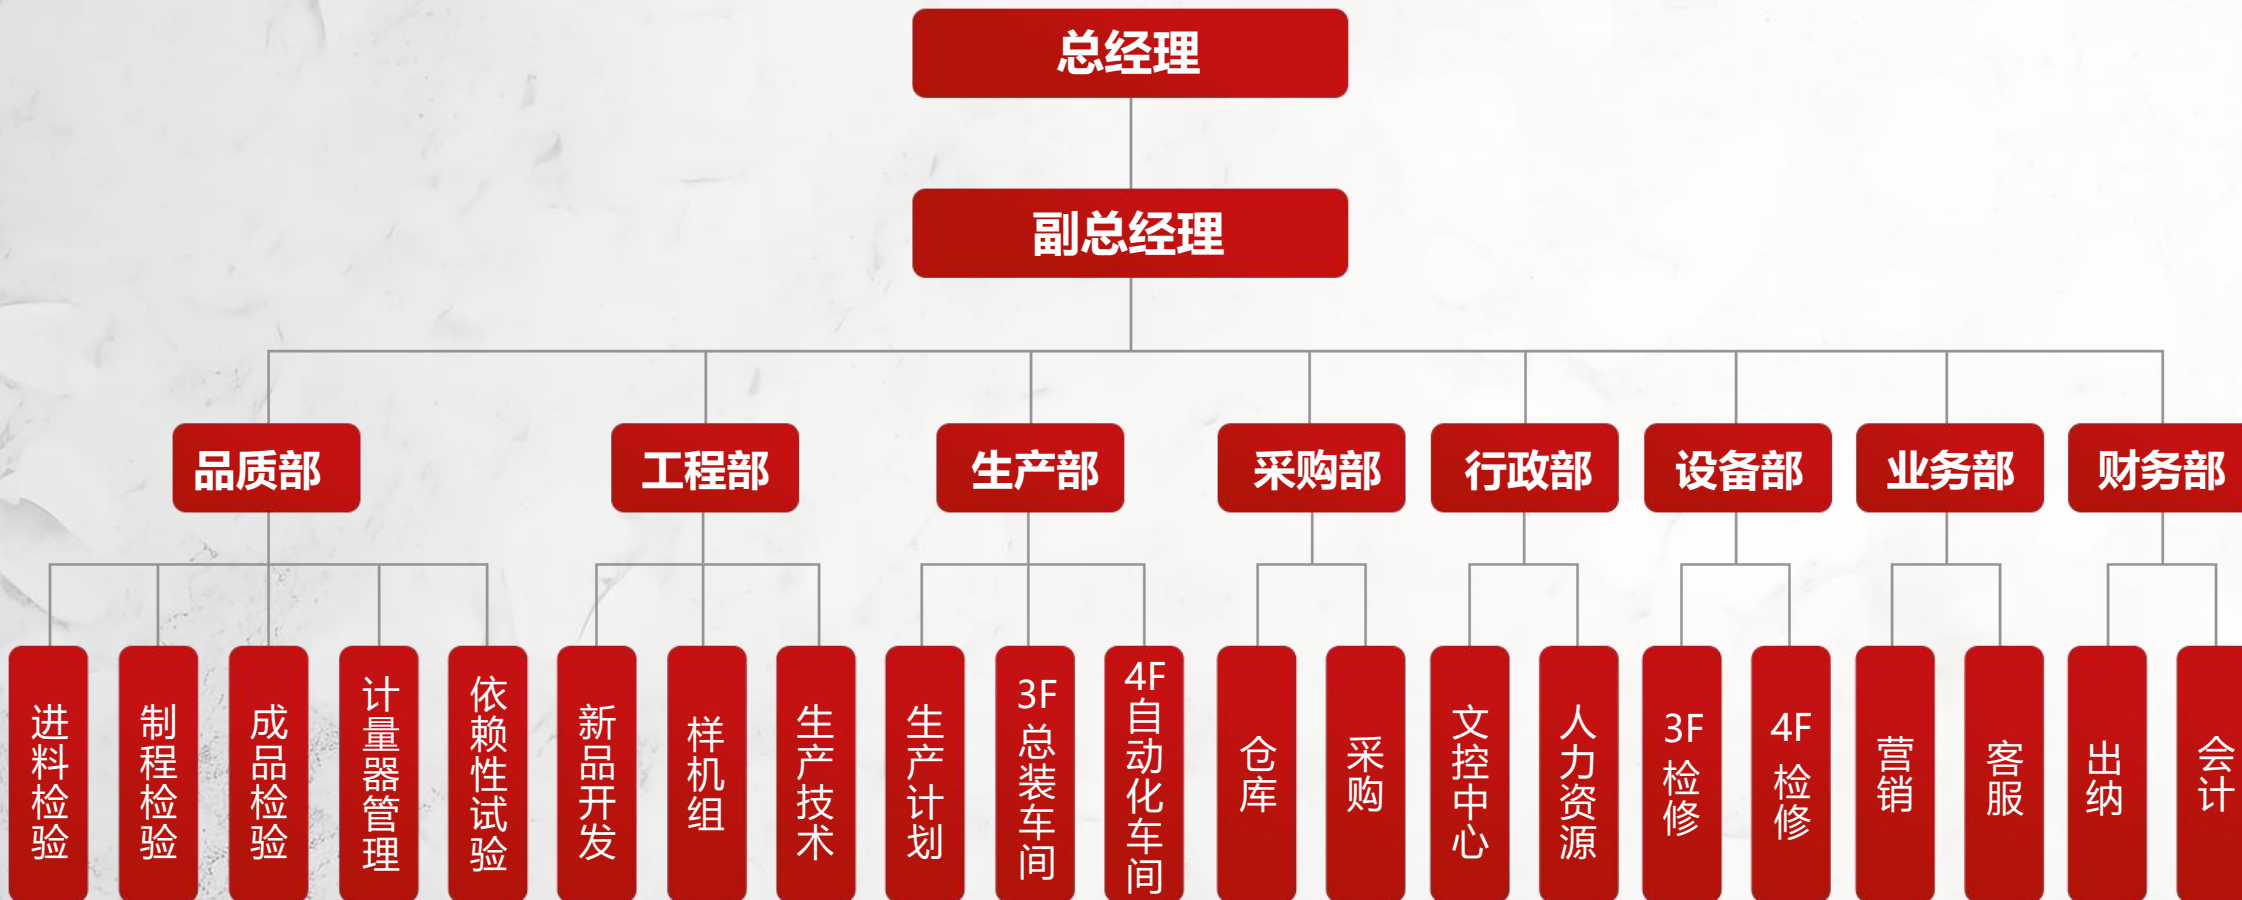 总经理
副总经理
品质部
工程部
生产部
采购部
行政部
设备部
业务部
财务部
进料检验
制程检验
成品检验
计量器管理
依赖性试验
新品开发
样机组
生产技术
生产计划
3F总装车间
4F自动化车间
仓库
采购
文控中心
人力资源
3F检修
4F检修
营销
客服
出纳
会计